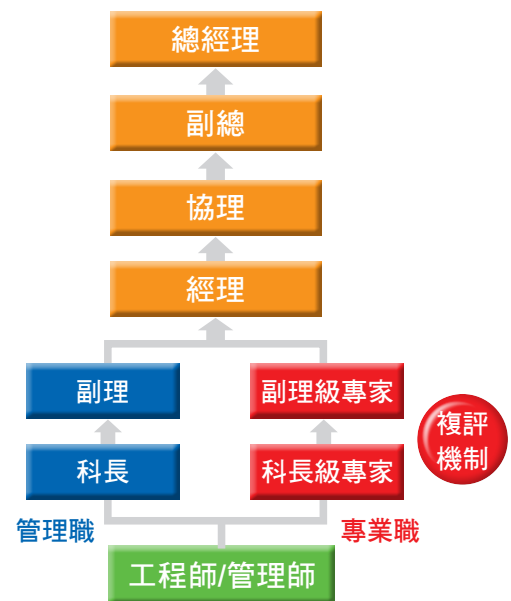 總經理
副總
協理
經理
副理
副理級專家
科長
科長級專家
複評
機制
管理職
專業職
工程師/管理師